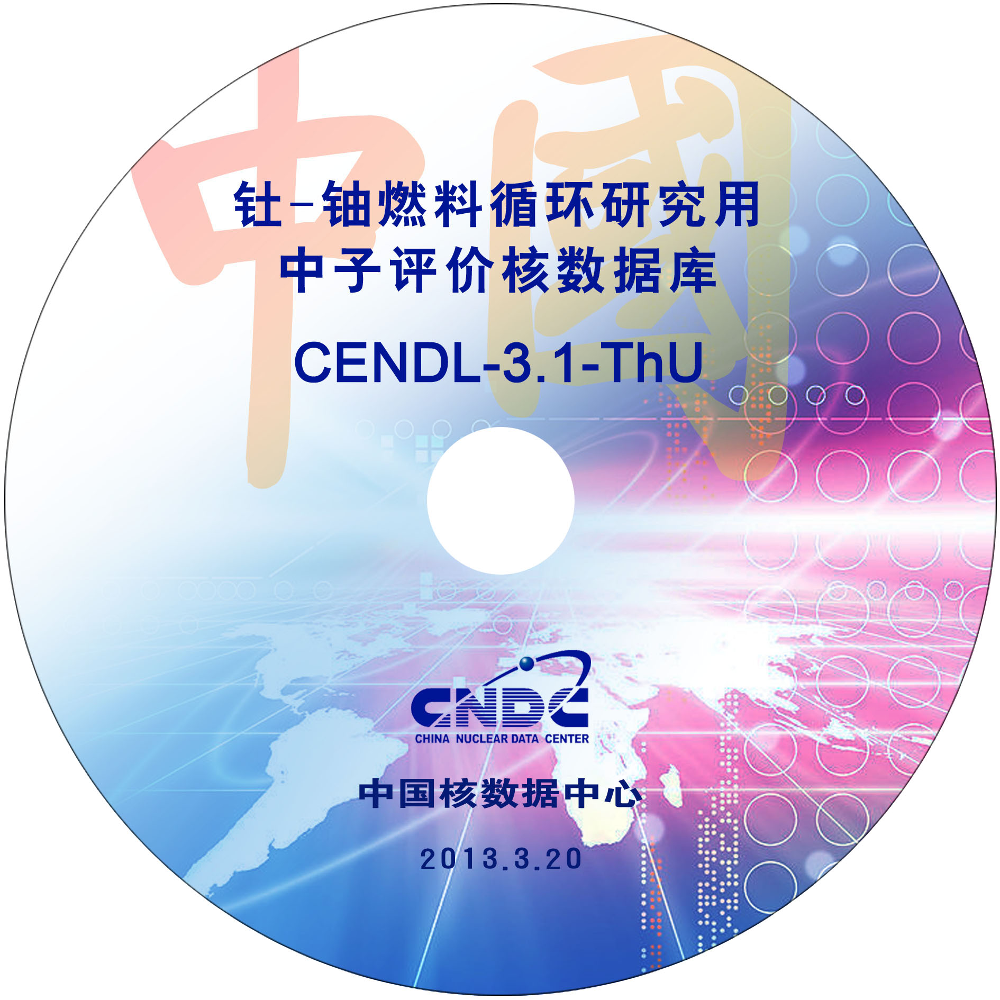 中國
钍-铀燃料循环研究用
中子评价核数据库
CENDL-3.1-ThU
CNDC
CHINA NUCLEAR DATA CENTER
中国核数据中心
2013.3.20